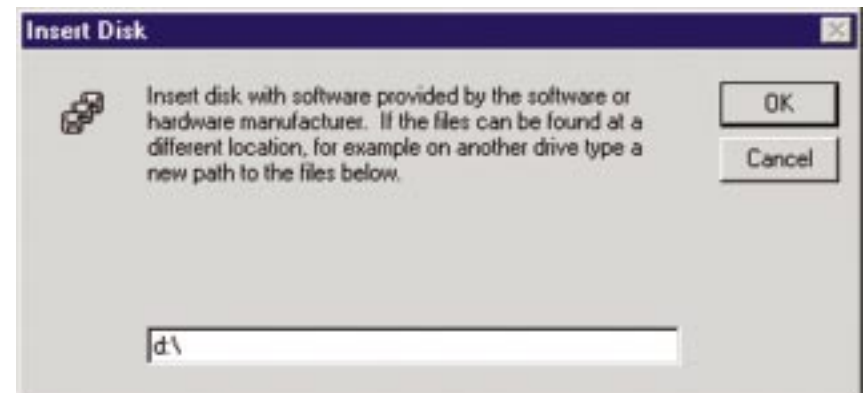 Insert Disk
Insert disk with software provided by the software or
hardware manufacturer. If the files can be found at a
different location, for example on another drive type a
new path to the files below.
OK
Cancel
d:\